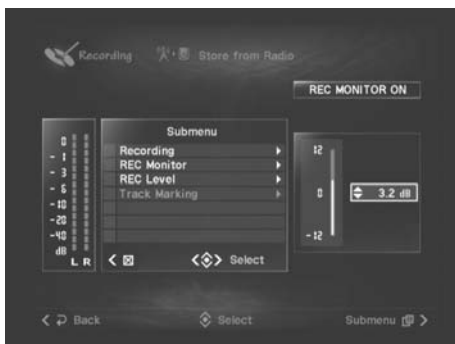 Recording Store from Radio
REC MONITOR ON
Submenu
Recording
REC Monitor
REC Level
Track Marking
0
- 1
- 3
- 6
-10
-20
-40
dB
L R
Select
12
0
-12
3.2 dB
Back
Select
Submenu